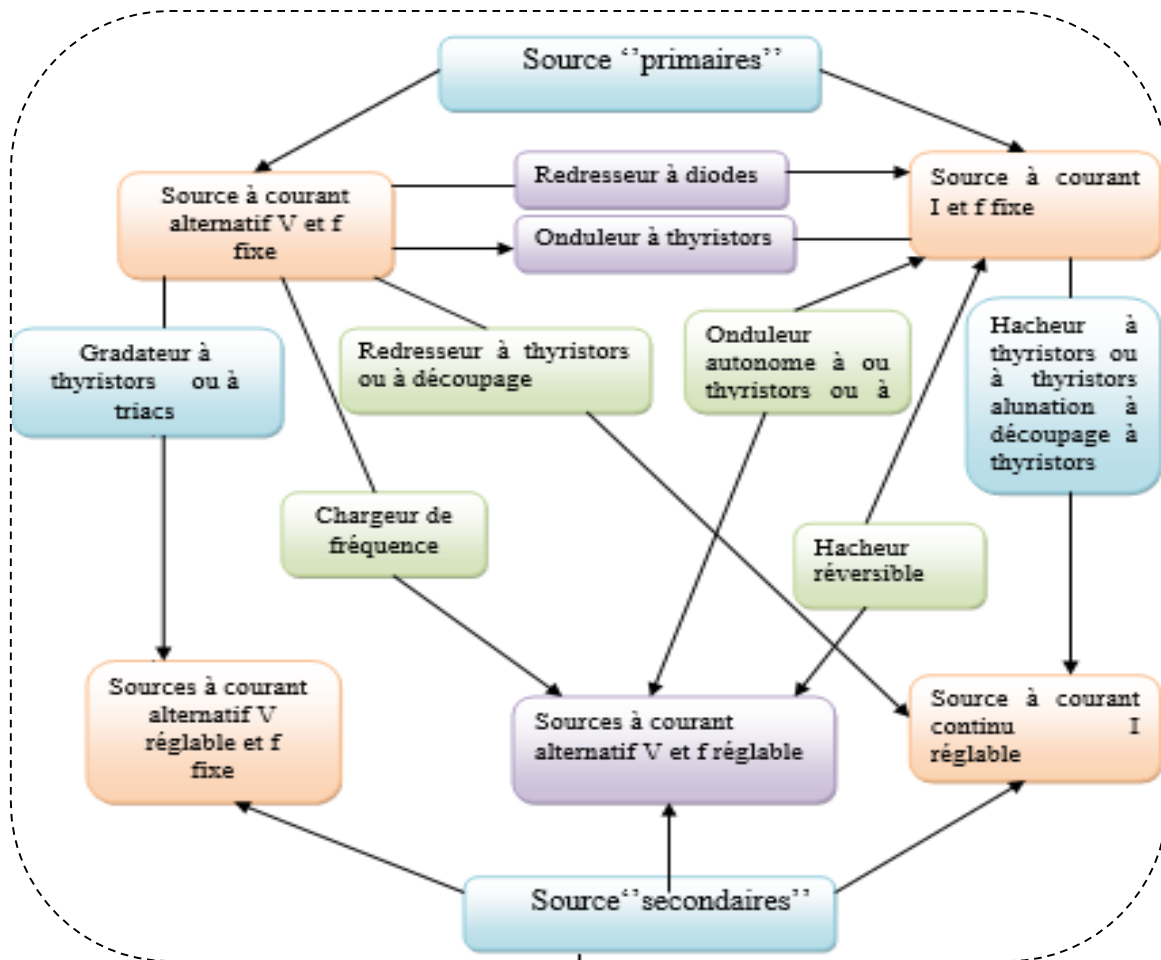 Source ‘’primaires’’
Redresseur à diodes
Source à courant
I et f fixe
Source à courant
alternatif V et f
fixe
Onduleur à thyristors
Gradateur à
thyristors ou à
triacs
Redresseur à thyristors
ou à découpage
Onduleur
autonome à ou
thyristors ou à
Hacheur à
thyristors ou
à thyristors
alunation à
découpage à
thyristors
Chargeur de
fréquence
Hacheur
réversible
Sources à courant
alternatif V
réglable et f
fixe
Sources à courant
alternatif V et f réglable
Source à courant
continu I
réglable
Source‘’secondaires’’